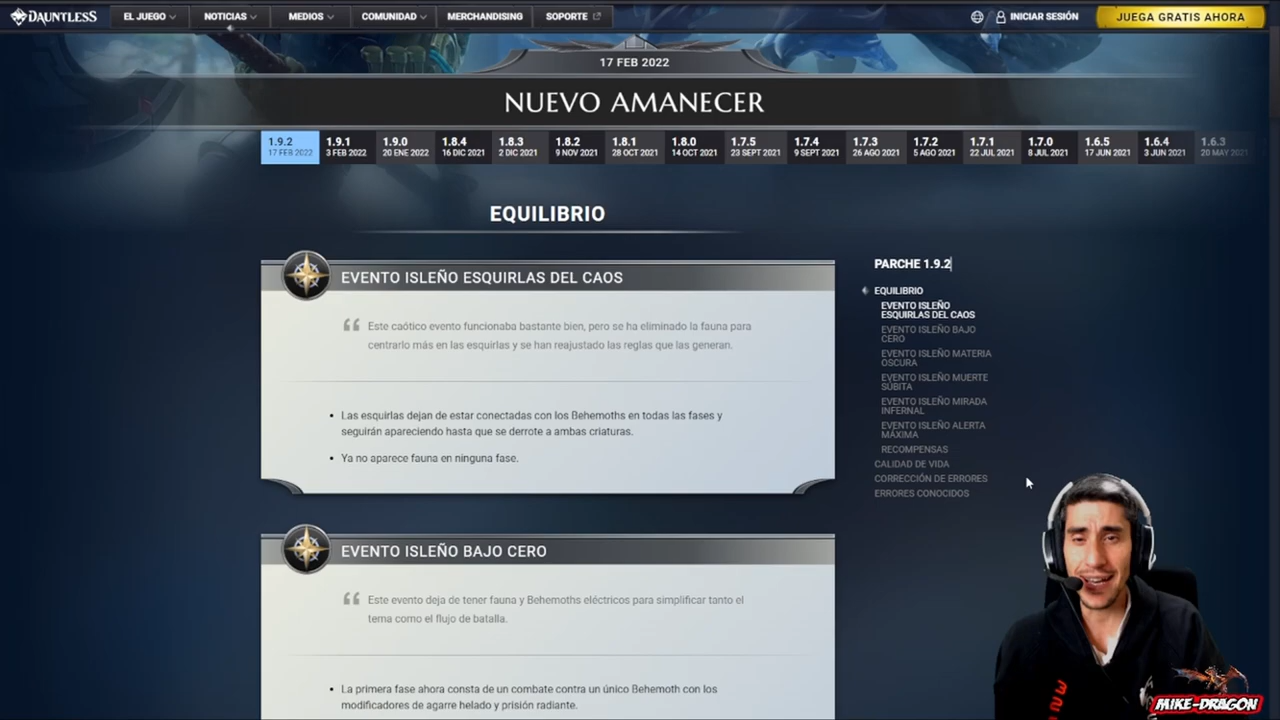 DAUNTLESS
EL JUEGO
NOTICIAS
MEDIOS
COMUNIDAD
MERCHANDISING
SOPORTE
INICIAR SESIÓN
JUEGA GRATIS AHORA
17 FEB 2022
NUEVO AMANECER
1.9.2
17 FEB 2022
1.9.1
3 FEB 2022
1.9.0
20 ENE 2022
1.8.4
16 DIC 2021
1.8.3
2 DIC 2021
1.8.2
9 NOV 2021
1.8.1
28 OCT 2021
1.8.0
14 OCT 2021
1.7.5
23 SEPT 2021
1.7.4
9 SEPT 2021
1.7.3
26 AGO 2021
1.7.2
5 AGO 2021
1.7.1
22 JUL 2021
1.7.0
8 JUL 2021
1.6.5
17 JUN 2021
1.6.4
3 JUN 2021
1.6.3
20 MAY 2021
EQUILIBRIO
EVENTO ISLEÑO ESQUIRLAS DEL CAOS
Este caótico evento funcionaba bastante bien, pero se ha eliminado la fauna para
centrarlo más en las esquirlas y se han reajustado las reglas que las generan.
• Las esquirlas dejan de estar conectadas con los Behemoths en todas las fases y
seguirán apareciendo hasta que se derrote a ambas criaturas.
• Ya no aparece fauna en ninguna fase.
EVENTO ISLEÑO BAJO CERO
Este evento deja de tener fauna y Behemoths eléctricos para simplificar tanto el
tema como el flujo de batalla.
• La primera fase ahora consta de un combate contra un único Behemoth con los
modificadores de agarre helado y prisión radiante.
PARCHE 1.9.2
EQUILIBRIO
EVENTO ISLEÑO
ESQUIRLAS DEL CAOS
EVENTO ISLEÑO BAJO
CERO
EVENTO ISLEÑO MATERIA
OSCURA
EVENTO ISLEÑO MUERTE
SÚBITA
EVENTO ISLEÑO MIRADA
INFERNAL
EVENTO ISLEÑO ALERTA
MÁXIMA
RECOMPENSAS
CALIDAD DE VIDA
CORRECCIÓN DE ERRORES
ERRORES CONOCIDOS
MIKE-DRAGON